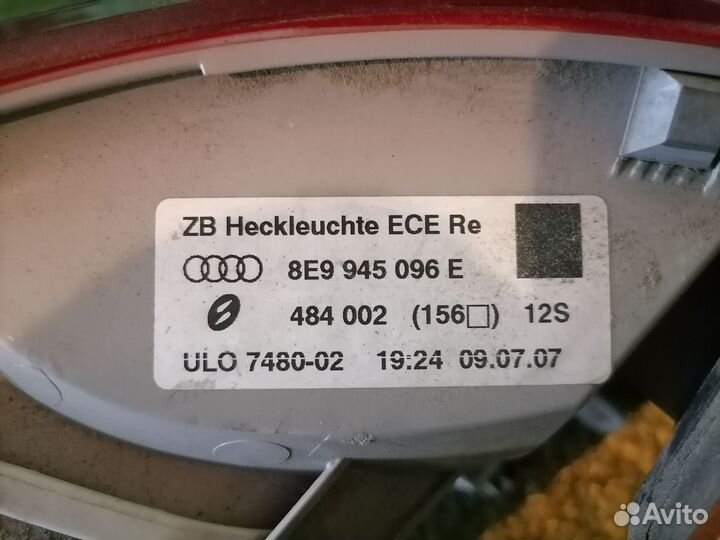 ZB Heckleuchte ECE Re
8E9 945 096 E
484 002 (156□) 12S
ULO 7480-02 19:24 09.07.07
Avito